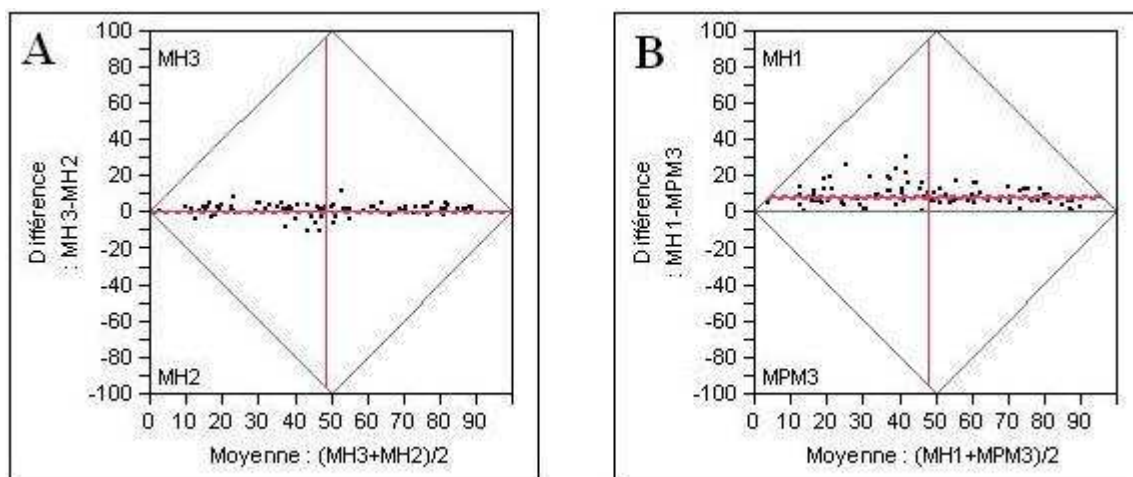 A
100
80
60
40
20
0
-20
-40
-60
-80
-100
MH3
MH2
Différence
: MH3-MH2
0 10 20 30 40 50 60 70 80 90
Moyenne : (MH3+MH2)/2
B
100
80
60
40
20
0
-20
-40
-60
-80
-100
MH1
MPM3
Différence
: MH1-MPM3
0 10 20 30 40 50 60 70 80 90
Moyenne : (MH1+MPM3)/2